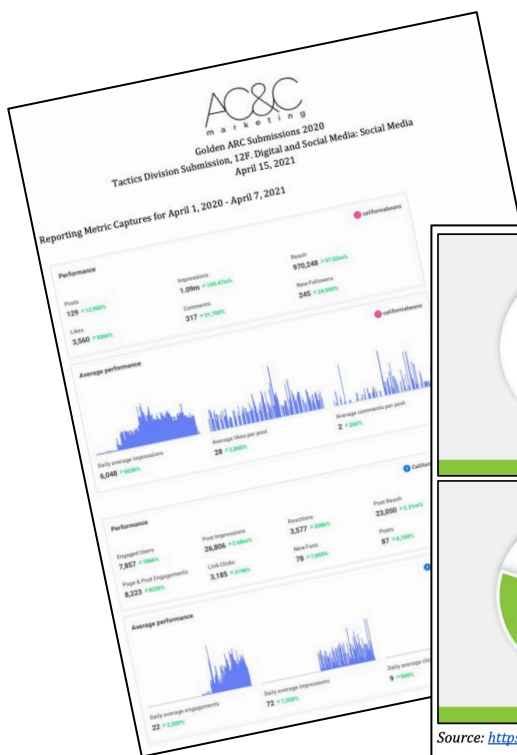 AC&C
marketing
Golden ARC Submissions 2020
Tactics Division Submission, 12F. Digital and Social Media: Social Media
April 15, 2021
Reporting Metric Captures for April 1, 2020 - April 7, 2021
californiabeans
Performance
Posts
129
Impressions
1.09m
Reach
970,248
Likes
3,560
Comments
317
New Followers
245
californiabeans
Average performance
Daily average impressions
6,048
Average likes per post
28
Average comments per post
2
Performance
Engaged Users
7,857
Post Impressions
26,806
Reactions
3,577
Post Reach
23,050
Page & Post Engagements
8,223
Link Clicks
3,185
New Fans
78
Posts
87
Average performance
Daily average engagements
22
Daily average impressions
72
9
Source: https